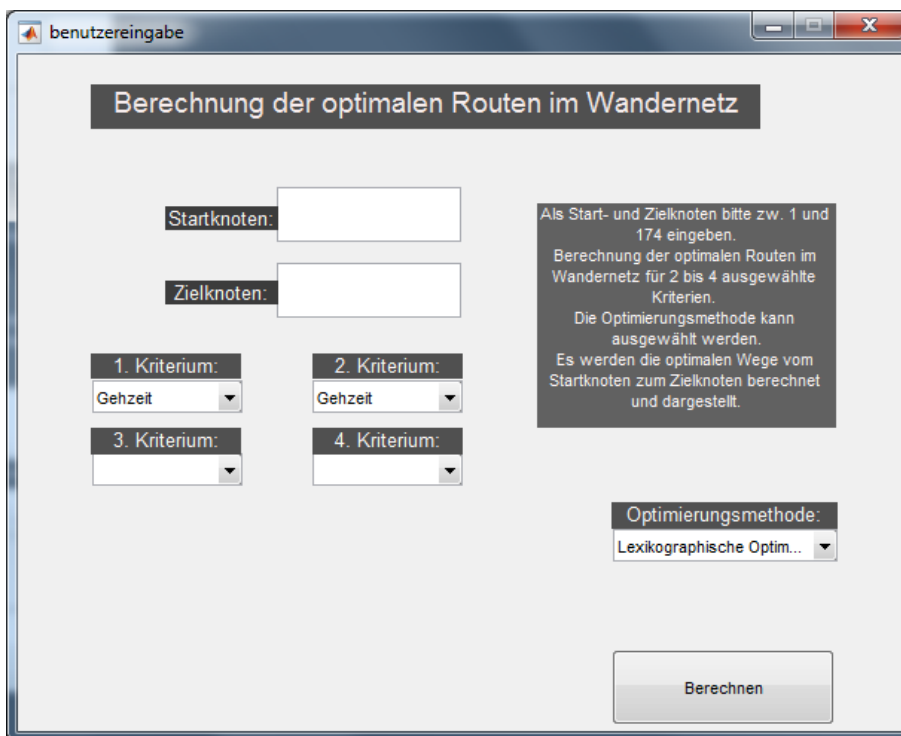 benutzereingabe
Berechnung der optimalen Routen im Wandernetz
Startknoten:
Zielknoten:
Als Start- und Zielknoten bitte zw. 1 und
174 eingeben.
Berechnung der optimalen Routen im
Wandernetz für 2 bis 4 ausgewählte
Kriterien.
Die Optimierungsmethode kann
ausgewählt werden.
Es werden die optimalen Wege vom
Startknoten zum Zielknoten berechnet
und dargestellt.
1. Kriterium:
2. Kriterium:
Gehzeit
Gehzeit
3. Kriterium:
4. Kriterium:
Optimierungsmethode:
Lexikographische Optim...
Berechnen